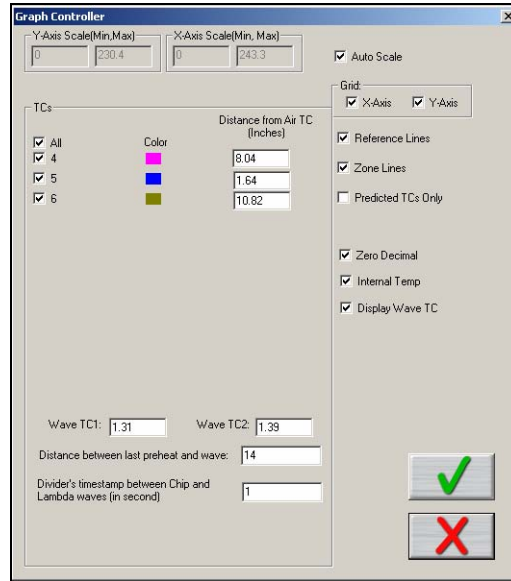 Graph Controller
Y-Axis Scale(Min,Max)
X-Axis Scale(Min, Max)
0
230.4
0
243.3
Auto Scale
Grid:
X-Axis
Y-Axis
TCs
Distance from Air TC
(Inches)
All
Color
4
8.04
5
1.64
6
10.82
Reference Lines
Zone Lines
Predicted TCs Only
Zero Decimal
Internal Temp
Display Wave TC
Wave TC1:
1.31
Wave TC2:
1.39
Distance between last preheat and wave:
14
Divider's timestamp between Chip and
Lambda waves (in second)
1